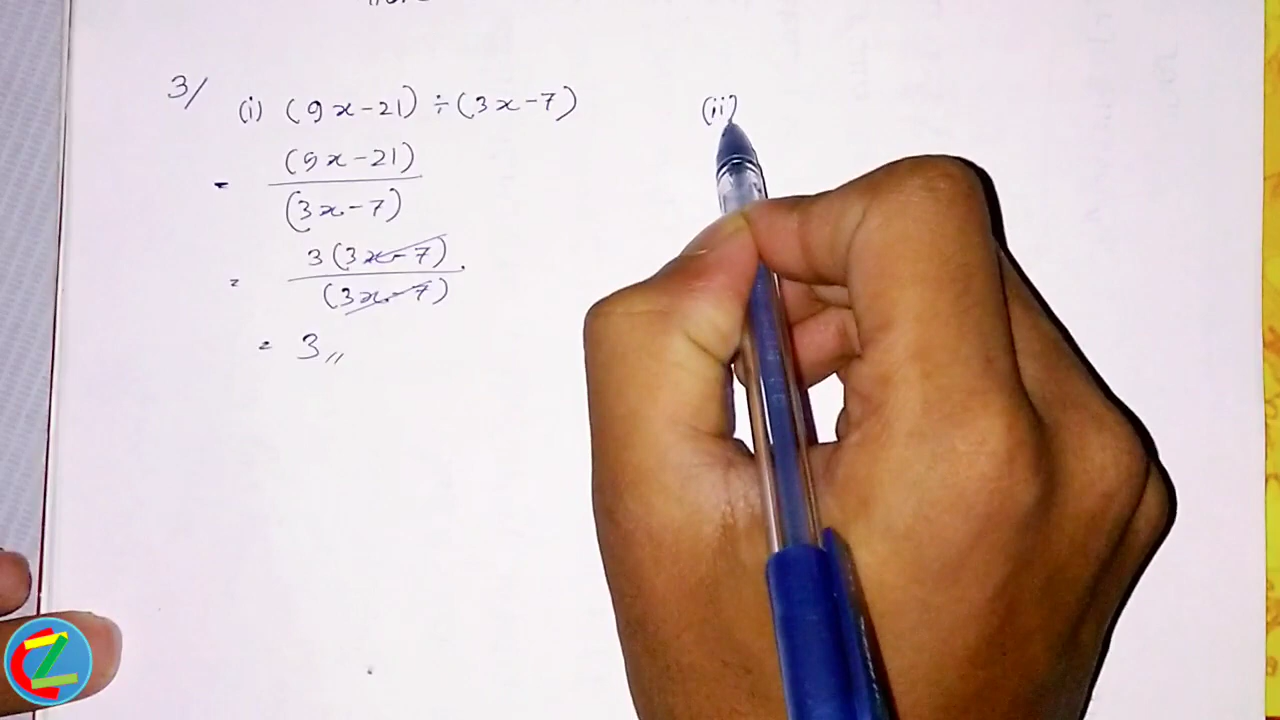 3/ (i) (9x-21) ÷ (3x-7)
= (9x-21)
(3x-7)
= 3(3x-7)
(3x-7)
= 3,,
(ii)